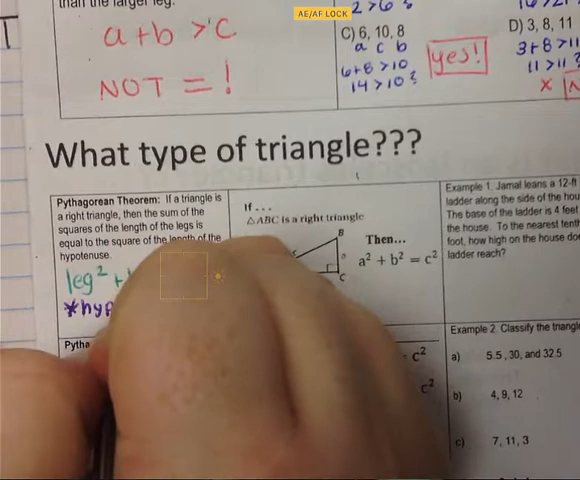 than the larger leg.
a+b >'c
NOT = !
2 > 6 ?
C) 6, 10, 8
a c b
6+8 > 10
14 > 10 ?
yes!
D) 3, 8, 11
3+8 > 11
11 > 11 ?
x
AE/AF LOCK
What type of triangle???
Pythagorean Theorem: If a triangle is
a right triangle, then the sum of the
squares of the length of the legs is
equal to the square of the length of the
hypotenuse.
leg² +
*hyp
Pytha
If . . .
△ABC is a right triangle
B
a
C
Then...
a² + b² = c²
c²
c²
Example 1. Jamal leans a 12-ft
ladder along the side of the hou
The base of the ladder is 4 feet
the house. To the nearest tent
foot, how high on the house do
ladder reach?
Example 2. Classify the triangl
a) 5.5, 30, and 32.5
b) 4, 9, 12
c) 7, 11, 3